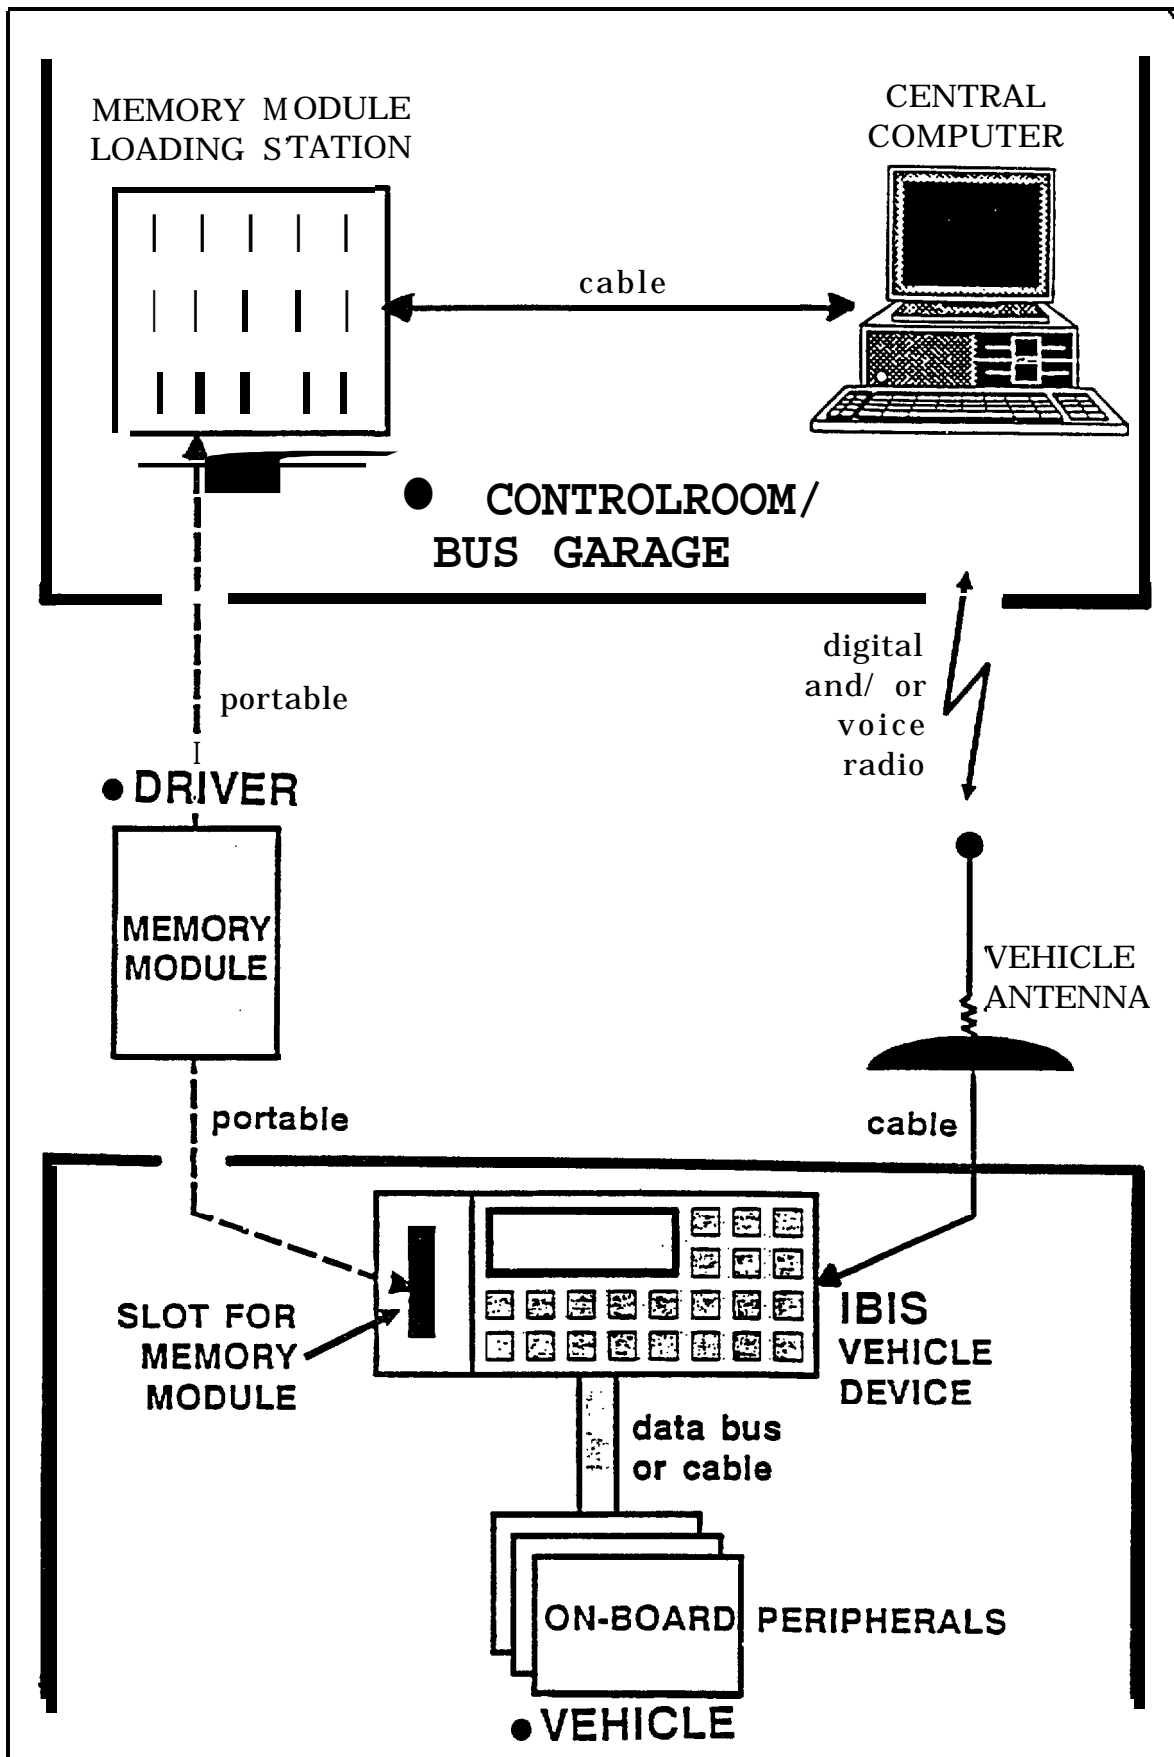 MEMORY MODULE
LOADING STATION
CENTRAL
COMPUTER
cable
● CONTROLROOM/
BUS GARAGE
digital
and/ or
voice
radio
portable
● DRIVER
MEMORY
MODULE
VEHICLE
ANTENNA
portable
cable
SLOT FOR
MEMORY
MODULE
IBIS
VEHICLE
DEVICE
data bus
or cable
ON-BOARD PERIPHERALS
● VEHICLE